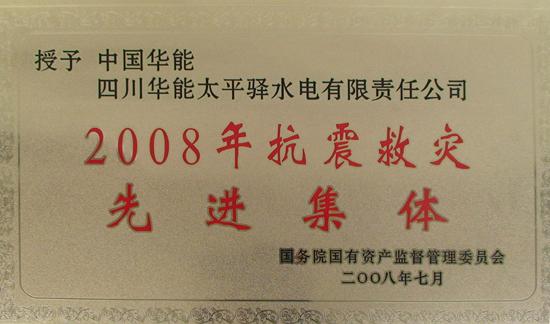 授予 中国华能
四川华能太平驿水电有限责任公司
2008年抗震救灾
先进集体
国务院国有资产监督管理委员会
二〇〇八年七月